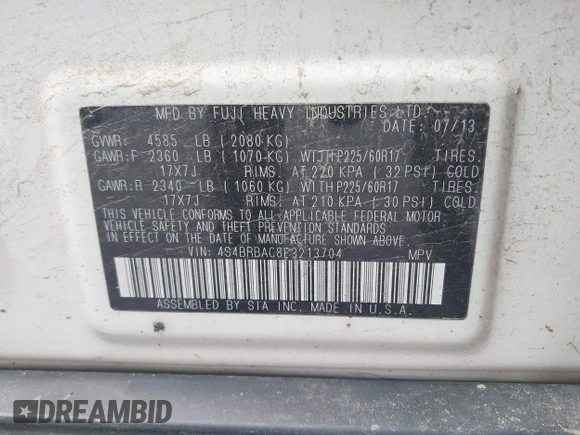 MFD BY FUJI HEAVY INDUSTRIES LTD.
DATE: 07/13
GVWR: 4585 LB (2080 KG)
GAWR:F 2360 LB (1070 KG) WITH P225/60R17 TIRES.
17X7J RIMS. AT 220 KPA (32 PSI) COLD
GAWR:R 2340 LB (1060 KG) WITH P225/60R17 TIRES.
17X7J RIMS. AT 210 KPA (30 PSI) COLD
THIS VEHICLE CONFORMS TO ALL APPLICABLE FEDERAL MOTOR
VEHICLE SAFETY AND THEFT PREVENTION STANDARDS
IN EFFECT ON THE DATE OF MANUFACTURE SHOWN ABOVE.
VIN: 4S4BRBAC8E3213704 MPV
ASSEMBLED BY SIA INC. MADE IN U.S.A.
DREAMBID